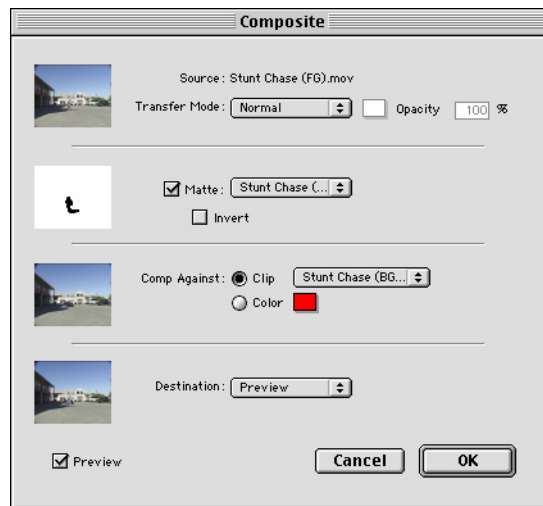 Composite
Source: Stunt Chase (FG).mov
Transfer Mode: Normal Opacity 100 %
Matte: Stunt Chase (...
Invert
Comp Against: Clip Stunt Chase (BG...
Color
Destination: Preview
Preview Cancel OK